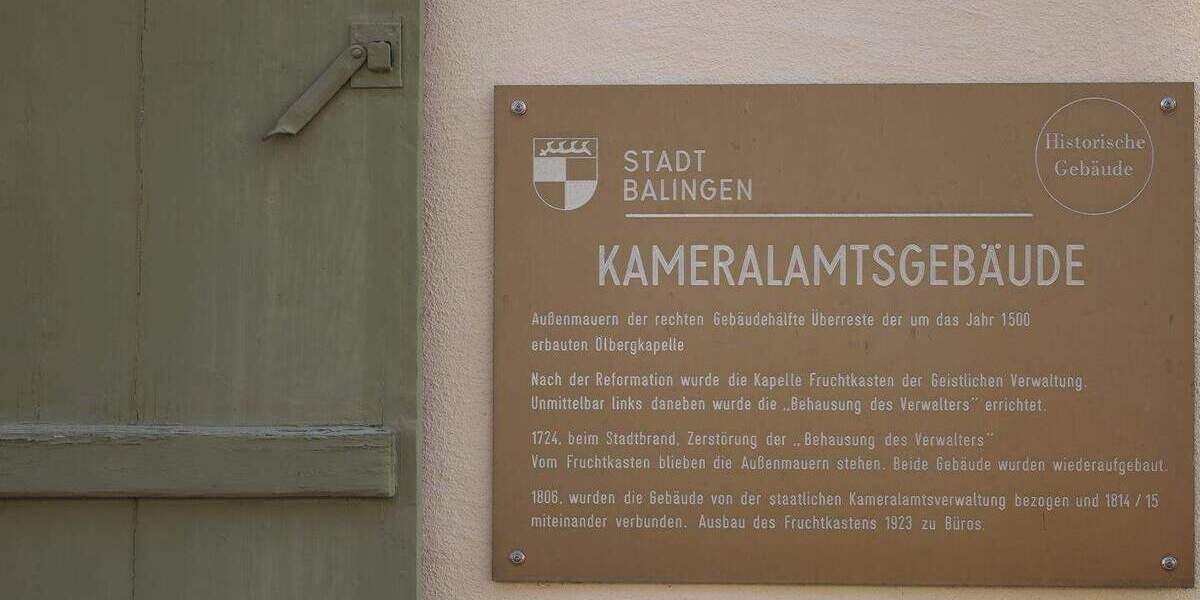 STADT
BALINGEN
Historische
Gebäude
KAMERALAMTSGEBÄUDE
Außenmauern der rechten Gebäudehälfte Überreste der um das Jahr 1500
erbauten Ölbergkapelle
Nach der Reformation wurde die Kapelle Fruchtkasten der Geistlichen Verwaltung.
Unmittelbar links daneben wurde die „Behausung des Verwalters" errichtet.
1724, beim Stadtbrand, Zerstörung der „Behausung des Verwalters"
Vom Fruchtkasten blieben die Außenmauern stehen. Beide Gebäude wurden wiederaufgebaut.
1806, wurden die Gebäude von der staatlichen Kameralamtsverwaltung bezogen und 1814 / 15
miteinander verbunden. Ausbau des Fruchtkastens 1923 zu Büros.